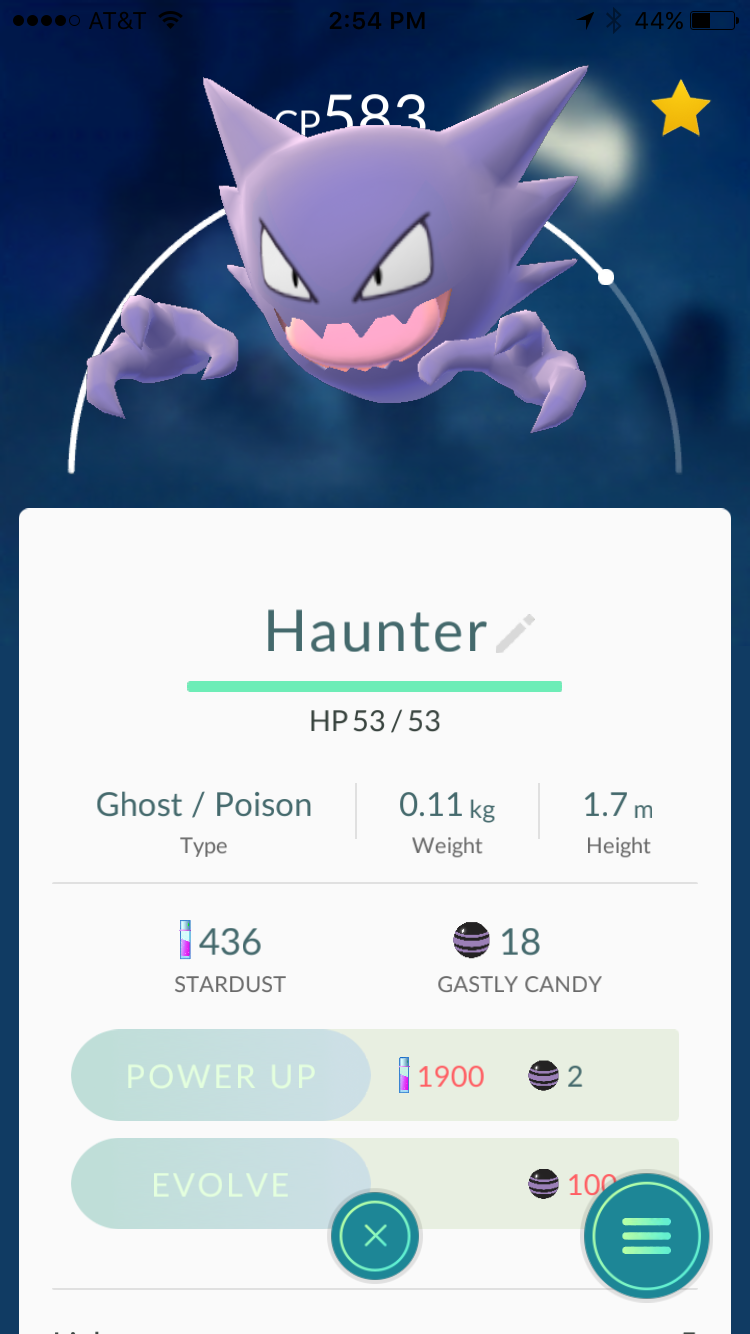 AT&T 2:54 PM 44%
CP583
Haunter
HP 53 / 53
Ghost / Poison 0.11 kg 1.7 m
Type Weight Height
436 18
STARDUST GASTLY CANDY
POWER UP 1900 2
EVOLVE 100